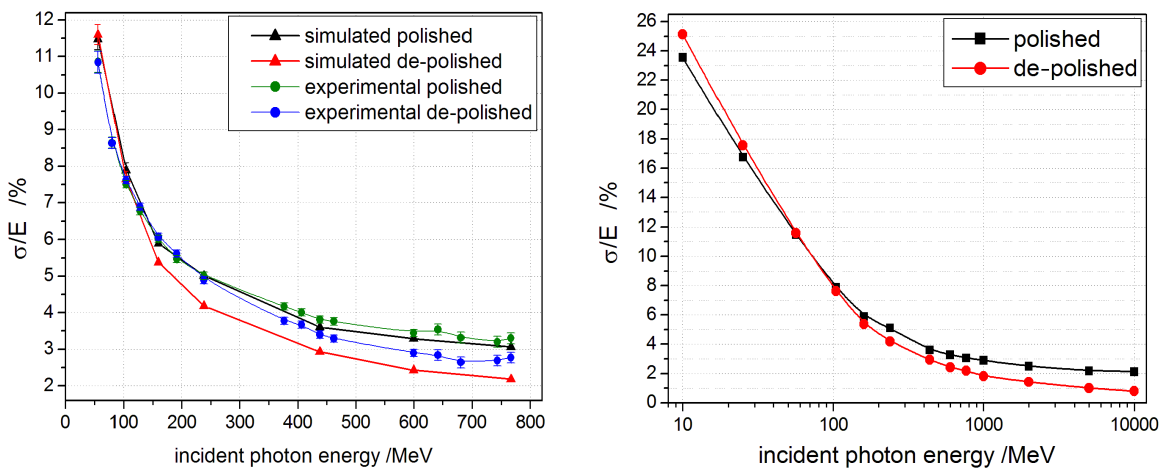 12
11
10
9
8
7
6
5
4
3
2
σ/E /%
simulated polished
simulated de-polished
experimental polished
experimental de-polished
0 100 200 300 400 500 600 700 800
incident photon energy /MeV
26
24
22
20
18
16
14
12
10
8
6
4
2
0
σ/E /%
polished
de-polished
10 100 1000 10000
incident photon energy /MeV